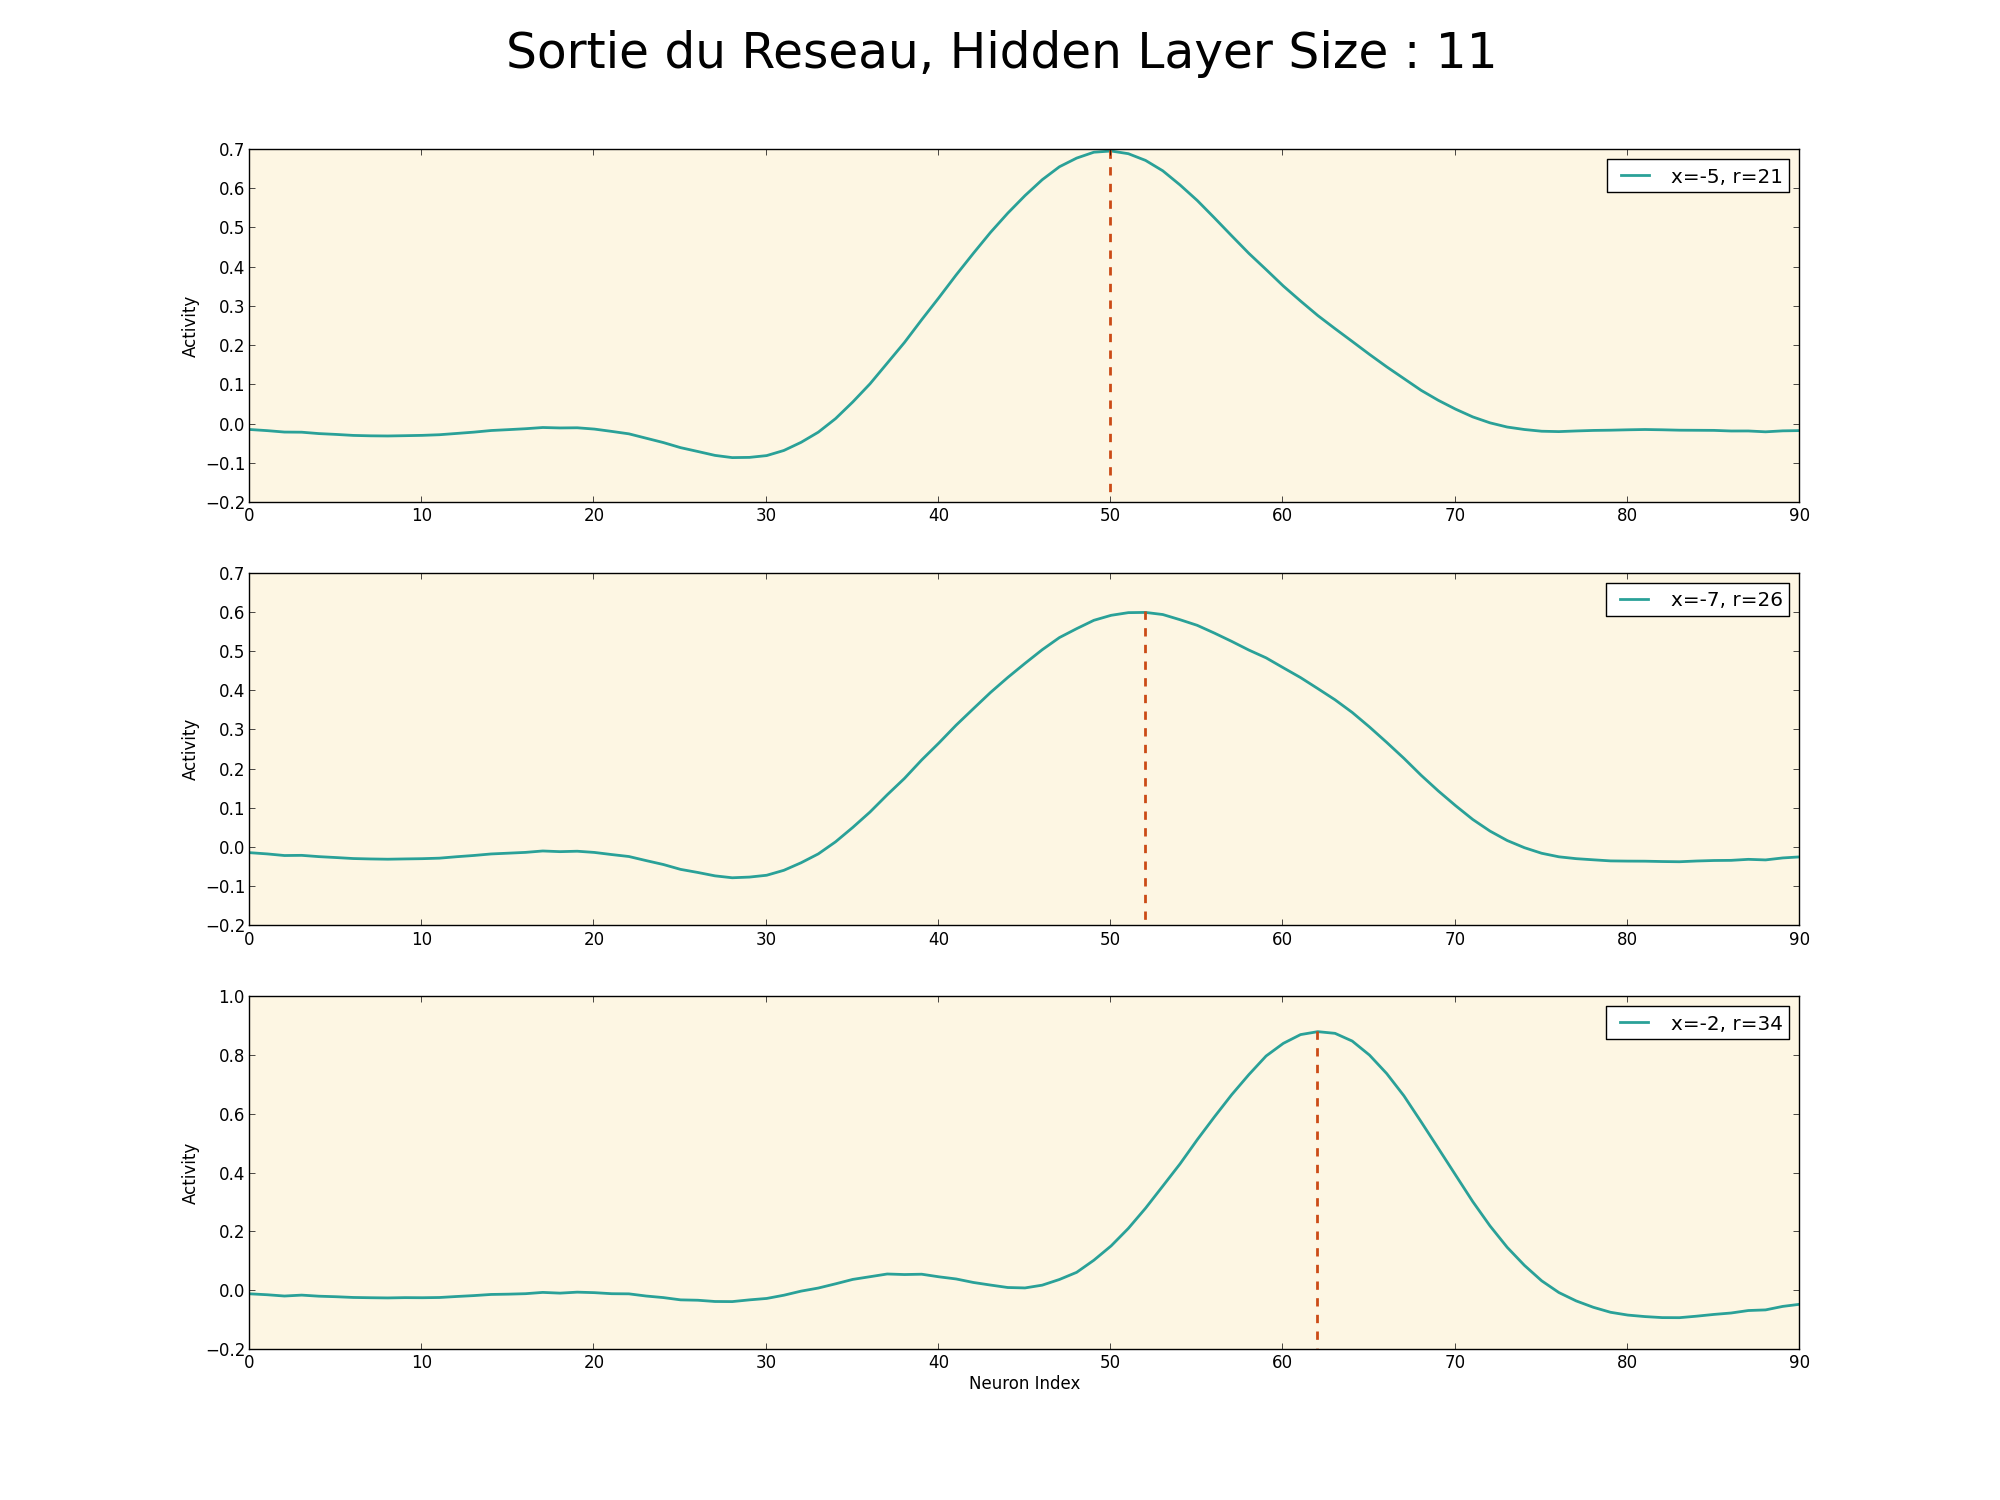 Sortie du Reseau, Hidden Layer Size : 11
0.7
0.6
0.5
0.4
0.3
0.2
0.1
0.0
−0.1
−0.2
Activity
x=-5, r=21
0 10 20 30 40 50 60 70 80 90
0.7
0.6
0.5
0.4
0.3
0.2
0.1
0.0
−0.1
−0.2
Activity
x=-7, r=26
0 10 20 30 40 50 60 70 80 90
1.0
0.8
0.6
0.4
0.2
0.0
−0.2
Activity
x=-2, r=34
0 10 20 30 40 50 60 70 80 90
Neuron Index